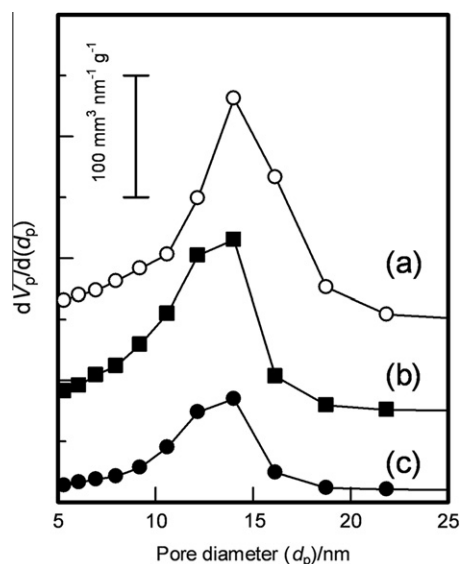 100 mm³ nm⁻¹ g⁻¹
dVp/d(dp)
(a)
(b)
(c)
5 10 15 20 25
Pore diameter (dp)/nm